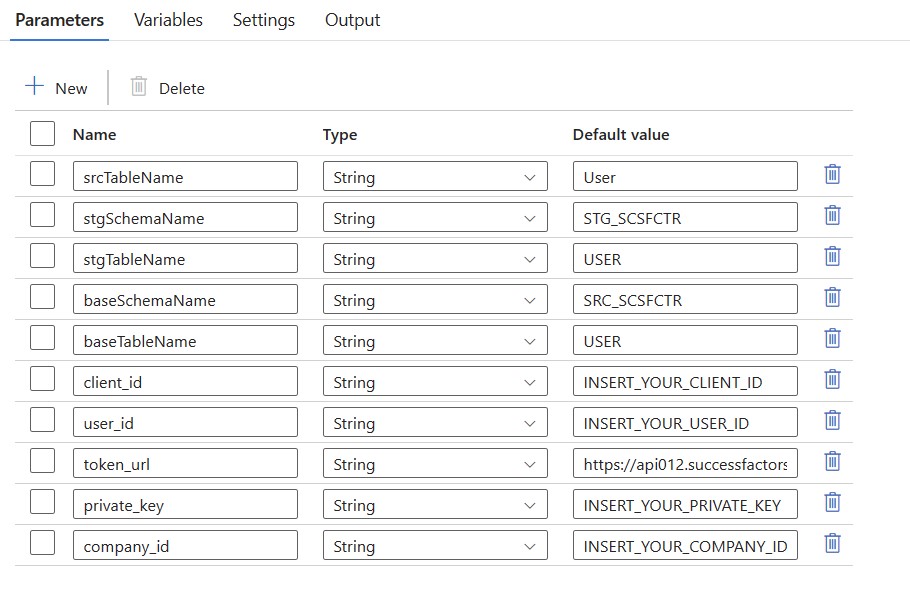 Parameters Variables Settings Output
New Delete
Name Type Default value
srcTableName String User
stgSchemaName String STG_SCSFCTR
stgTableName String USER
baseSchemaName String SRC_SCSFCTR
baseTableName String USER
client_id String INSERT_YOUR_CLIENT_ID
user_id String INSERT_YOUR_USER_ID
token_url String https://api012.successfactors
private_key String INSERT_YOUR_PRIVATE_KEY
company_id String INSERT_YOUR_COMPANY_ID